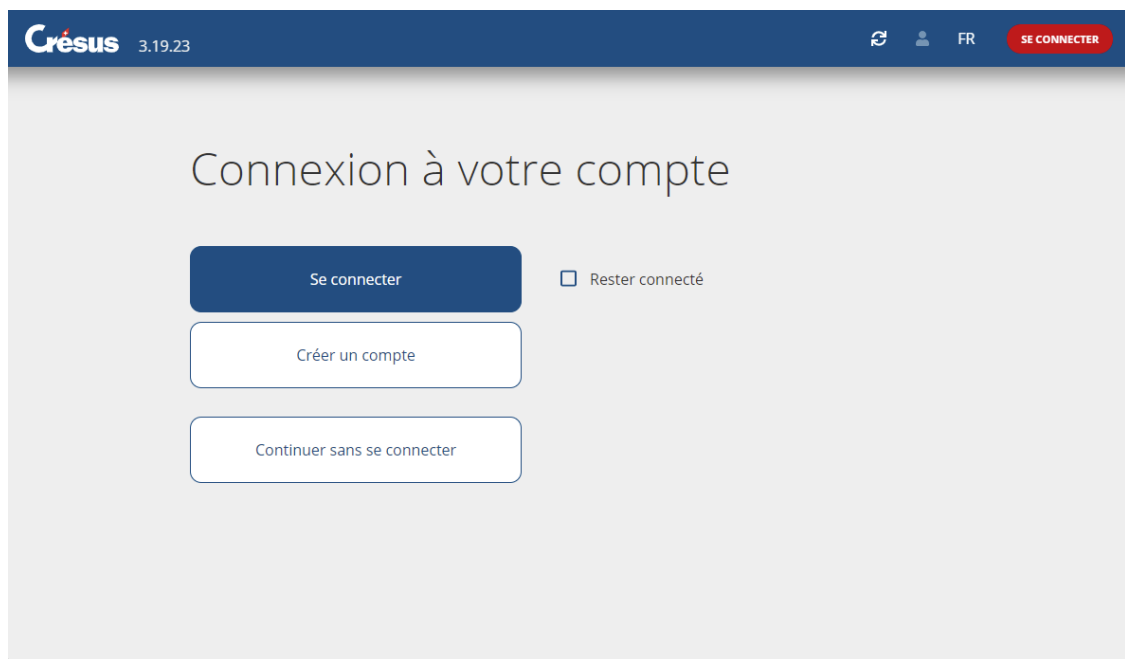 Crésus 3.19.23 FR SE CONNECTER
Connexion à votre compte
Se connecter
Rester connecté
Créer un compte
Continuer sans se connecter